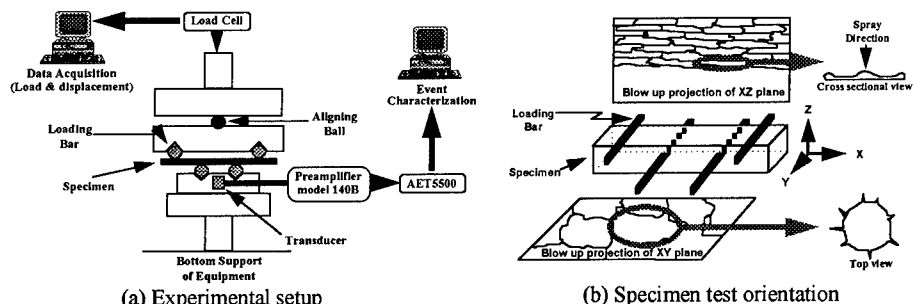 Load Cell
Data Acquisition
(Load & displacement)
Event
Characterization
Aligning
Ball
Loading
Bar
Specimen
Preamplifier
model 140B
AET5500
Transducer
Bottom Support
of Equipment
(a) Experimental setup
Spray
Direction
Blow up projection of XZ plane
Cross sectional view
Loading
Bar
Specimen
Z
X
Y
Blow up projection of XY plane
Top view
(b) Specimen test orientation